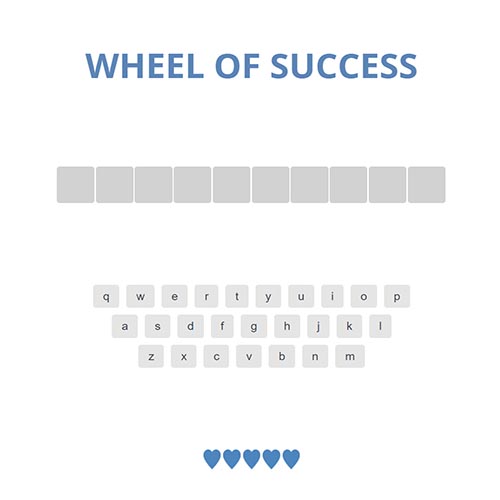 WHEEL OF SUCCESS
q w e r t y u i o p
a s d f g h j k l
z x c v b n m